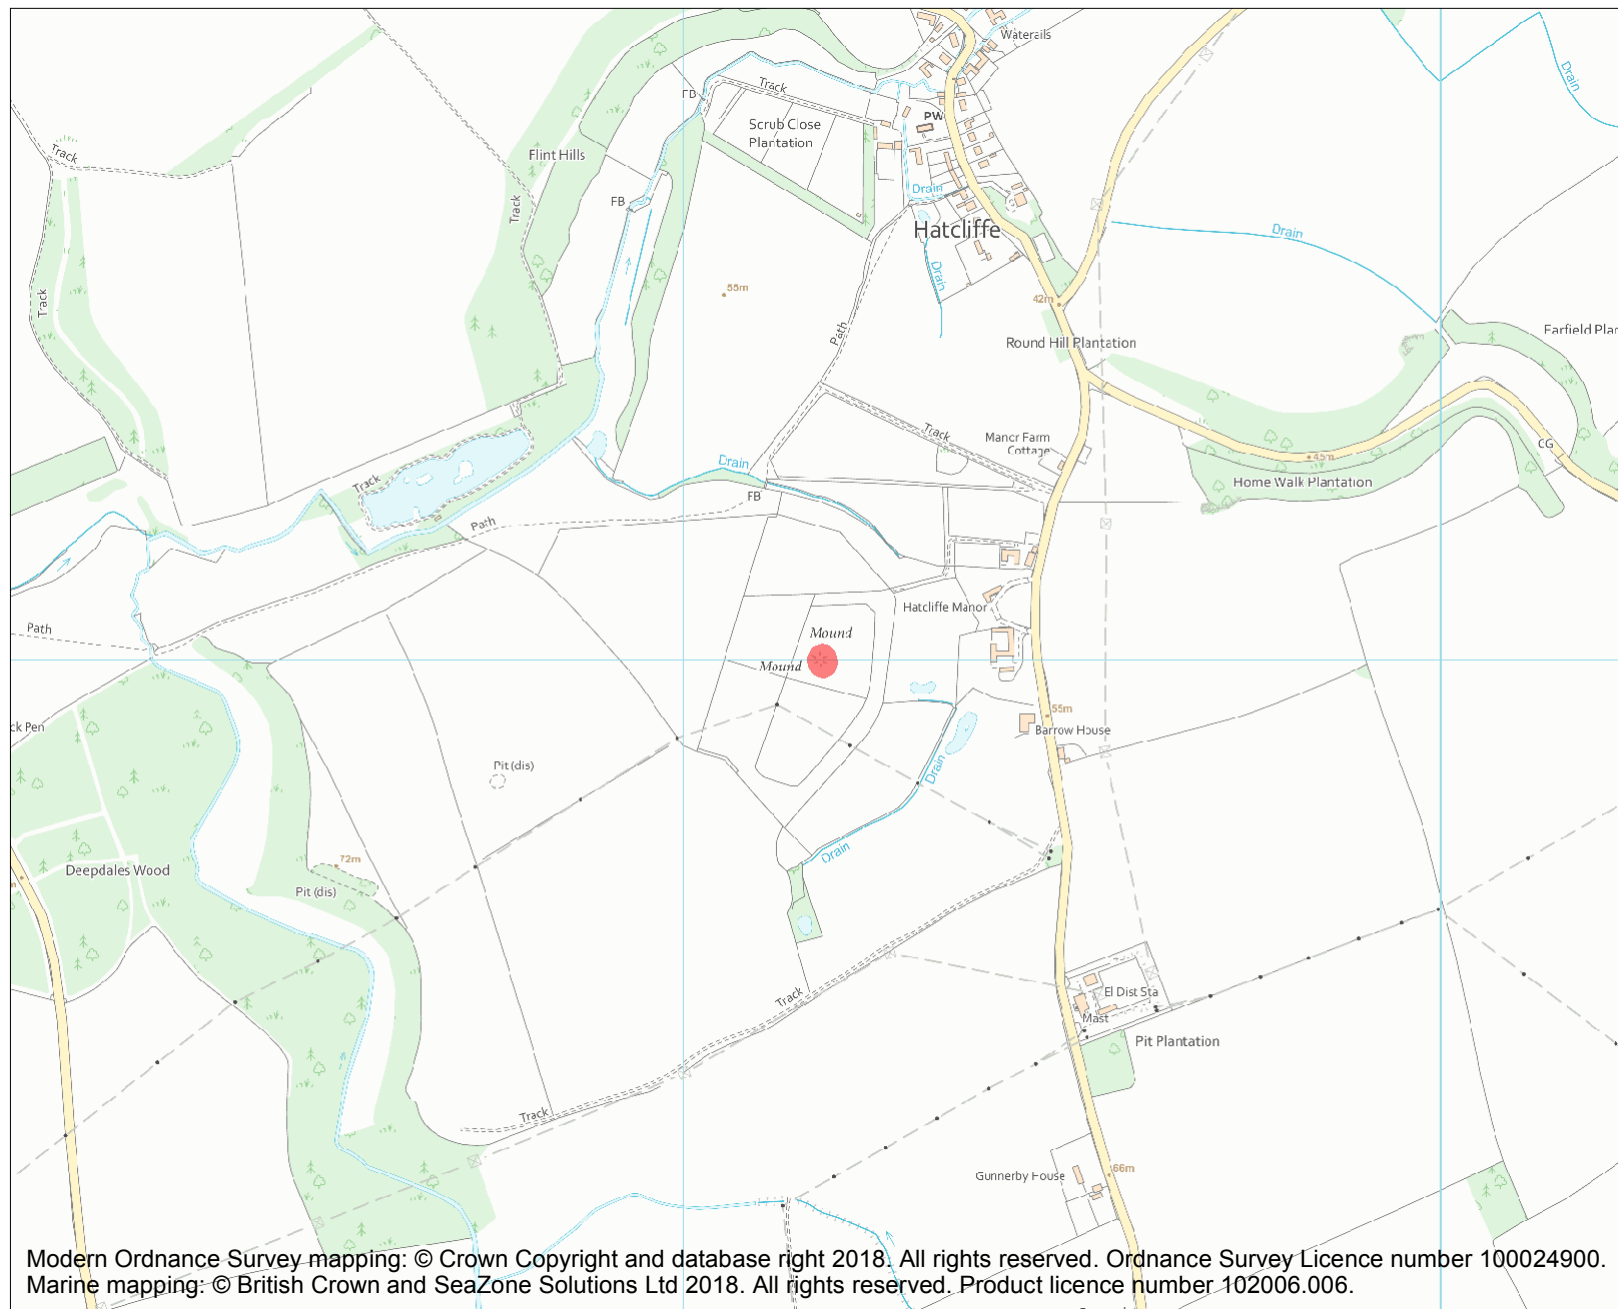 Waterails
Drain
Track
FB
PW
Scrub Close
Plantation
Track
Flint Hills
Drain
FB
Track
Hatcliffe
Drain
Drain
55m
Track
42m
Path
Round Hill Plantation
Track
Manor Farm
Cottage
CG
45m
Drain
Track
Home Walk Plantation
FB
Path
Hatcliffe Manor
Path
Mound
Mound
55m
Barrow House
ck Pen
Pit (dis)
Drain
Drain
72m
Deepdales Wood
Pit (dis)
El Dist Sta
Track
Mast
Pit Plantation
Track
66m
Gunnerby House
Modern Ordnance Survey mapping: © Crown Copyright and database right 2018. All rights reserved. Ordnance Survey Licence number 100024900.
Marine mapping: © British Crown and SeaZone Solutions Ltd 2018. All rights reserved. Product licence number 102006.006.